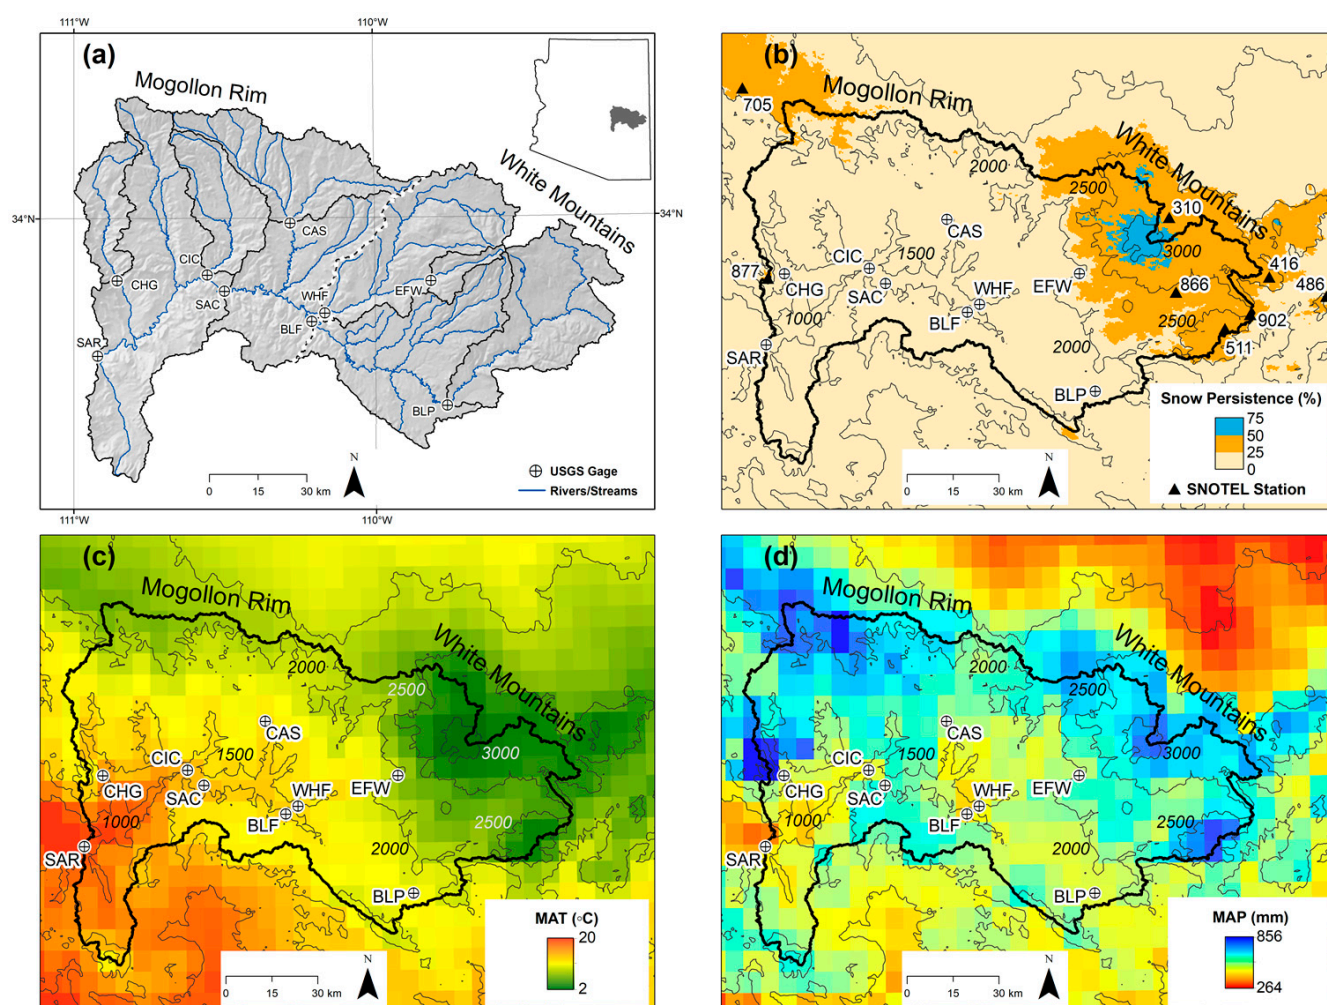 111°W
110°W
(a)
Mogollon Rim
White Mountains
34°N
34°N
CAS
CIC
CHG
SAC
EFW
WHF
BLF
SAR
BLP
N
0 15 30 km
USGS Gage
Rivers/Streams
111°W
110°W
(b)
705
Mogollon Rim
White Mountains
2000
2500
310
CAS
3000
CIC
1500
877
416
CHG
SAC
WHF
EFW
866
486
1000
BLF
2500
902
SAR
2000
511
BLP
Snow Persistence (%)
75
50
25
0
N
0 15 30 km
SNOTEL Station
(c)
Mogollon Rim
White Mountains
2000
2500
CAS
3000
CIC
1500
CHG
SAC
WHF
EFW
1000
BLF
2500
SAR
2000
BLP
MAT (°C)
20
2
N
0 15 30 km
(d)
Mogollon Rim
White Mountains
2000
2500
CAS
3000
CIC
1500
CHG
SAC
WHF
EFW
1000
BLF
2500
SAR
2000
BLP
MAP (mm)
856
264
N
0 15 30 km